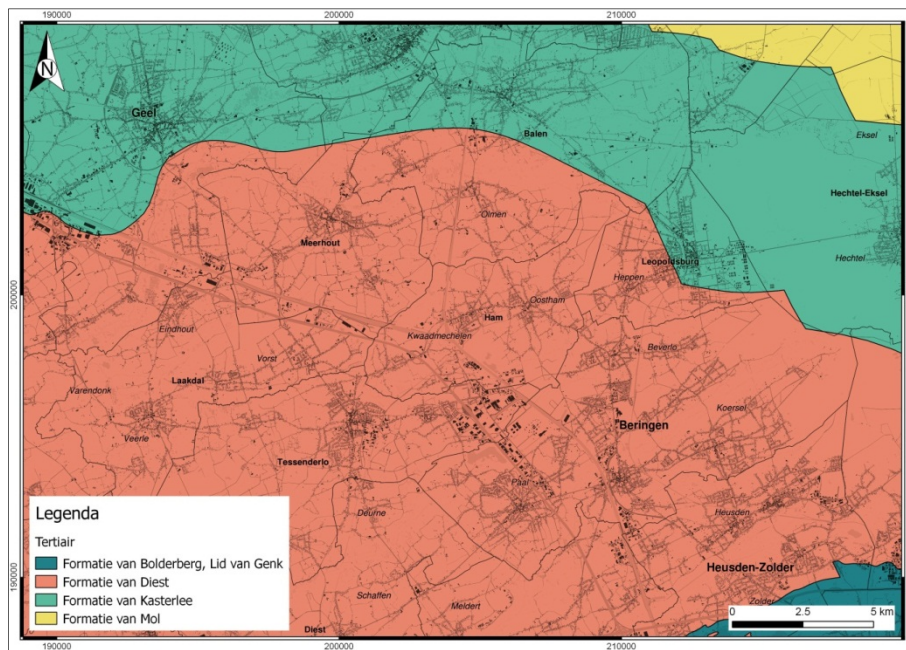 190000 200000 210000
N
Geel
Balen
Eksel
Hechtel-Eksel
Olmen
Meerhout
Hechtel
Leopoldsburg
Heppen
200000 200000
Oostham
Ham
Eindhout
Kwaadmechelen
Beverlo
Vorst
Laakdal
Varendonk
Koersel
Beringen
Veerle
Tessenderlo
Paal
Deurne
Heusden
Legenda
Tertiair
Formatie van Bolderberg, Lid van Genk
Formatie van Diest
Formatie van Kasterlee
Formatie van Mol
Heusden-Zolder
190000 190000
Schaffen
Meldert
Zolder
Diest
0 2.5 5 km
190000 200000 210000